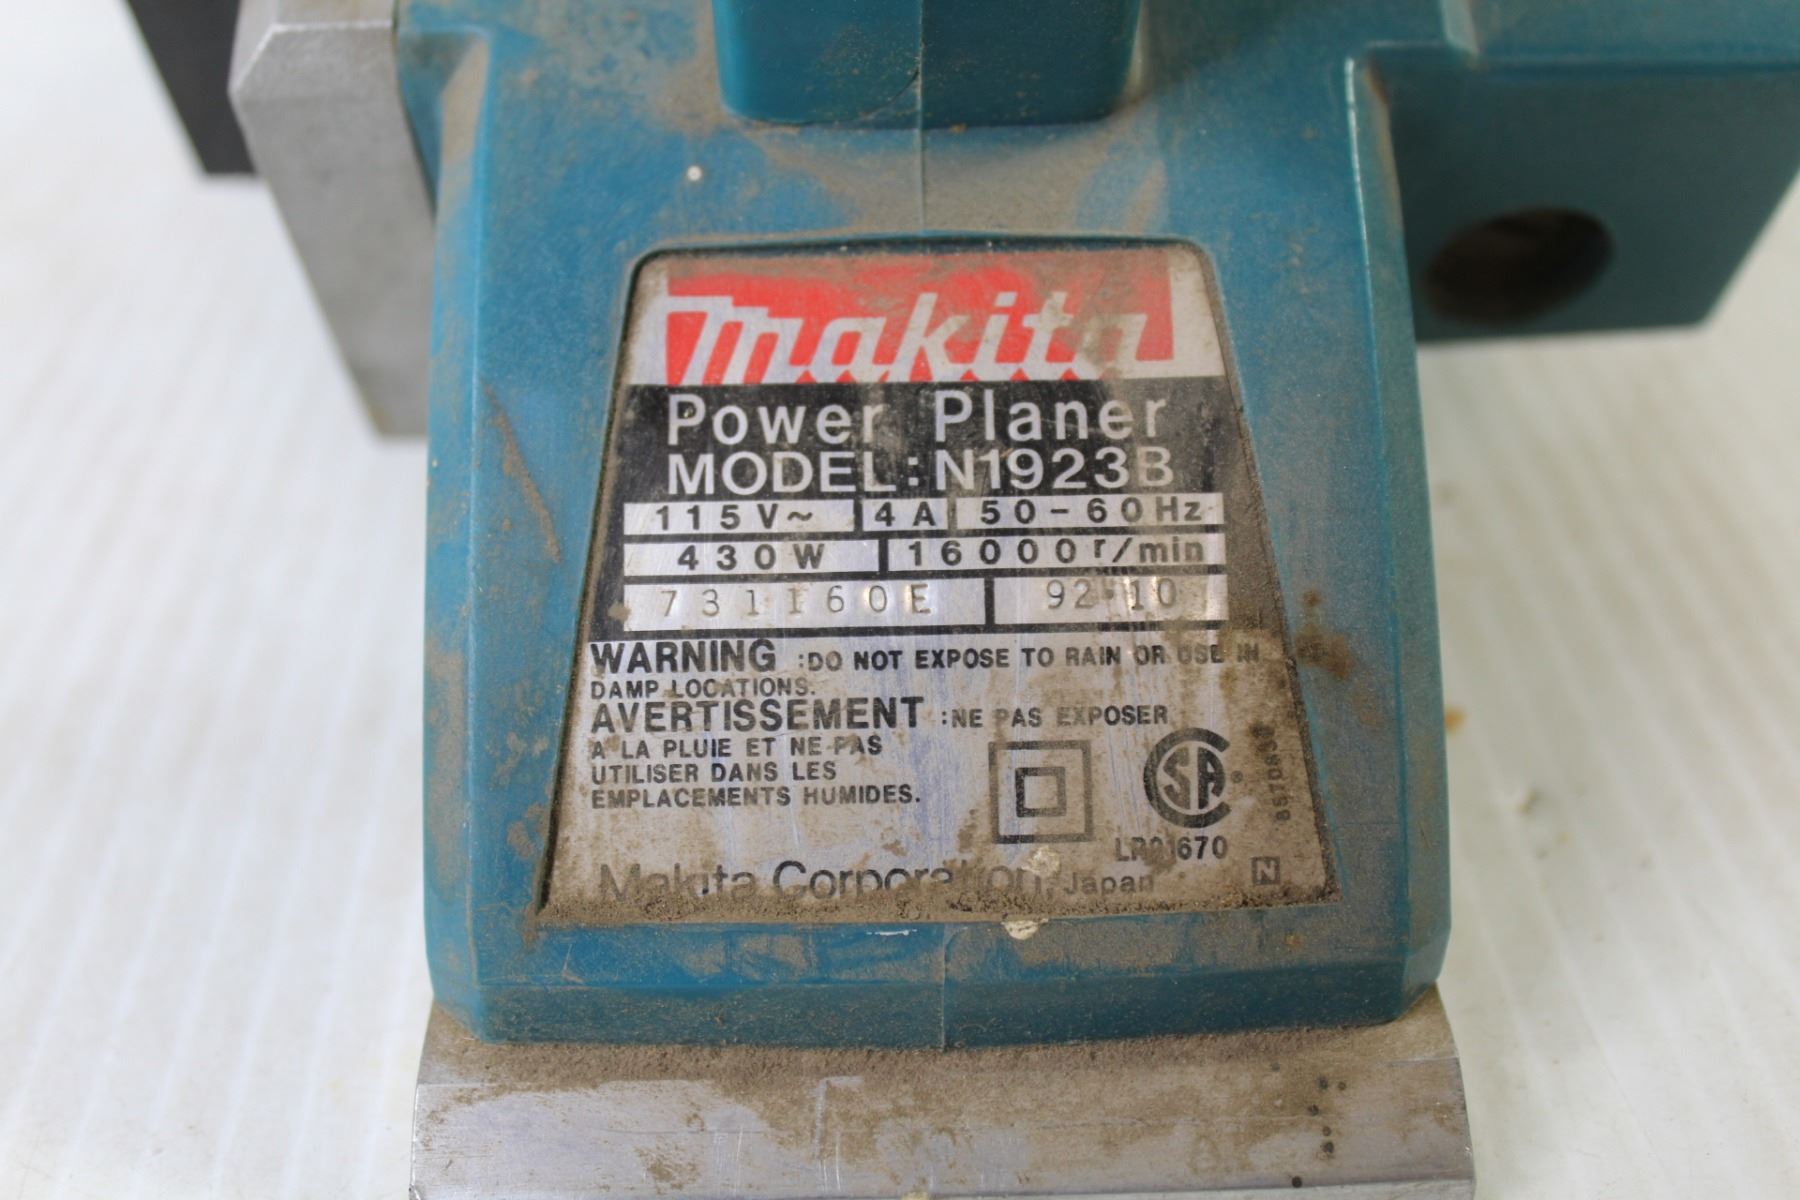 makita
Power Planer
MODEL:N1923B
115V~ 4A 50-60Hz
430W 16000r/min
731160E 92-10
WARNING :DO NOT EXPOSE TO RAIN OR USE IN
DAMP LOCATIONS.
AVERTISSEMENT :NE PAS EXPOSER
A LA PLUIE ET NE PAS
UTILISER DANS LES
EMPLACEMENTS HUMIDES.
SA
Makita Corporation, Japan
N